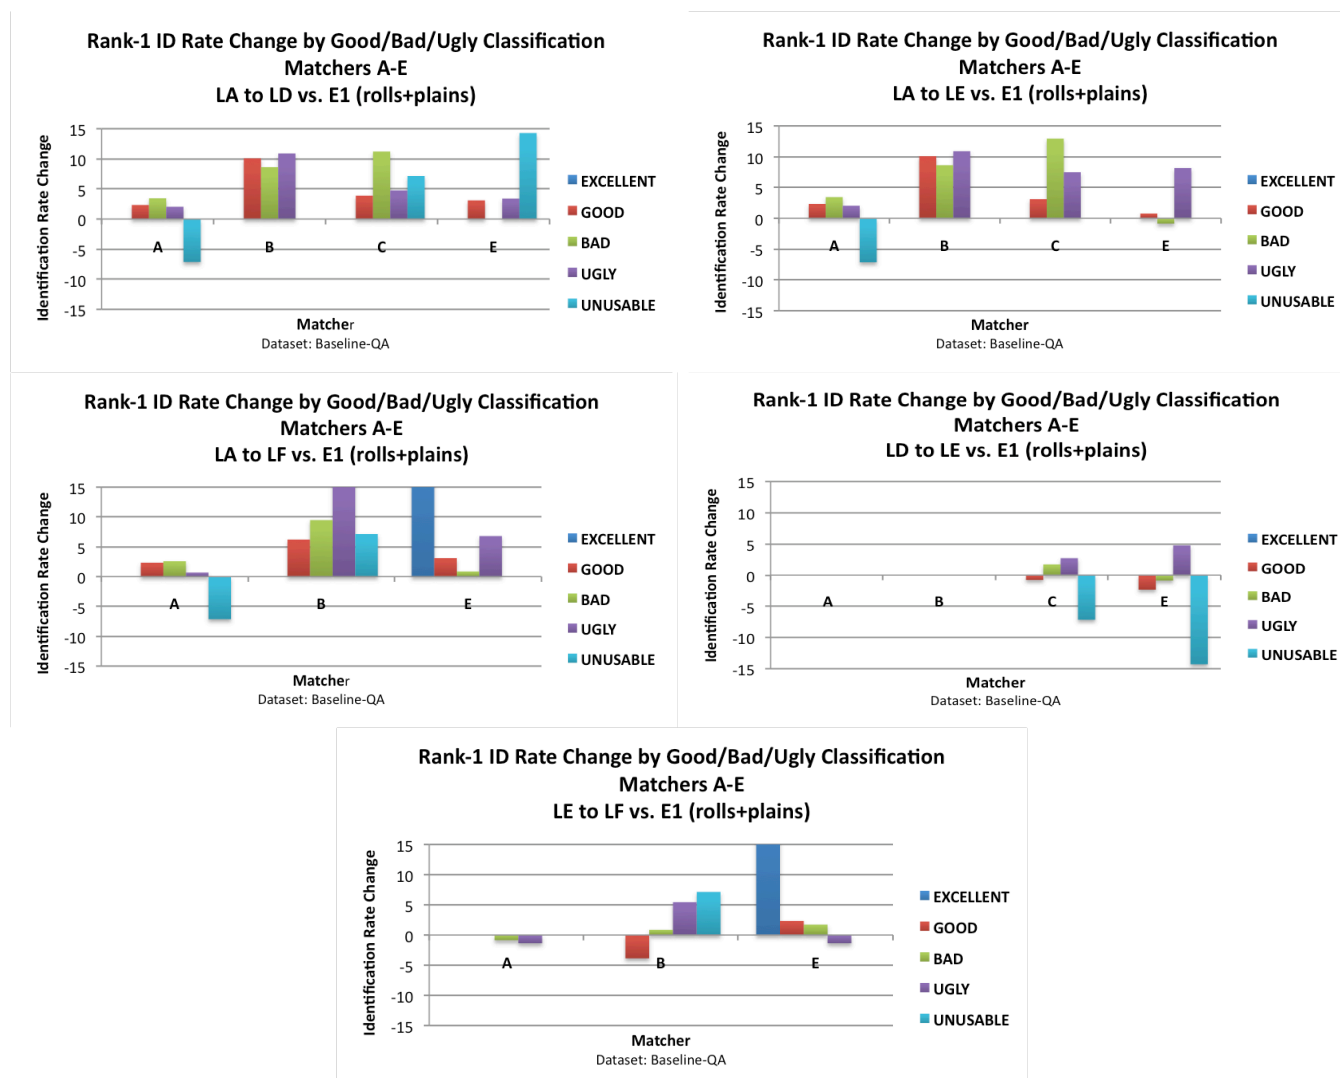 Rank-1 ID Rate Change by Good/Bad/Ugly Classification
Matchers A-E
LA to LD vs. E1 (rolls+plains)
Identification Rate Change
15
10
5
0
-5
-10
-15
A
B
C
E
EXCELLENT
GOOD
BAD
UGLY
UNUSABLE
Matcher
Dataset: Baseline-QA
Rank-1 ID Rate Change by Good/Bad/Ugly Classification
Matchers A-E
LA to LE vs. E1 (rolls+plains)
Identification Rate Change
15
10
5
0
-5
-10
-15
A
B
C
E
EXCELLENT
GOOD
BAD
UGLY
UNUSABLE
Matcher
Dataset: Baseline-QA
Rank-1 ID Rate Change by Good/Bad/Ugly Classification
Matchers A-E
LA to LF vs. E1 (rolls+plains)
Identification Rate Change
15
10
5
0
-5
-10
-15
A
B
E
EXCELLENT
GOOD
BAD
UGLY
UNUSABLE
Matcher
Dataset: Baseline-QA
Rank-1 ID Rate Change by Good/Bad/Ugly Classification
Matchers A-E
LD to LE vs. E1 (rolls+plains)
Identification Rate Change
15
10
5
0
-5
-10
-15
A
B
C
E
EXCELLENT
GOOD
BAD
UGLY
UNUSABLE
Matcher
Dataset: Baseline-QA
Rank-1 ID Rate Change by Good/Bad/Ugly Classification
Matchers A-E
LE to LF vs. E1 (rolls+plains)
Identification Rate Change
15
10
5
0
-5
-10
-15
A
B
E
EXCELLENT
GOOD
BAD
UGLY
UNUSABLE
Matcher
Dataset: Baseline-QA